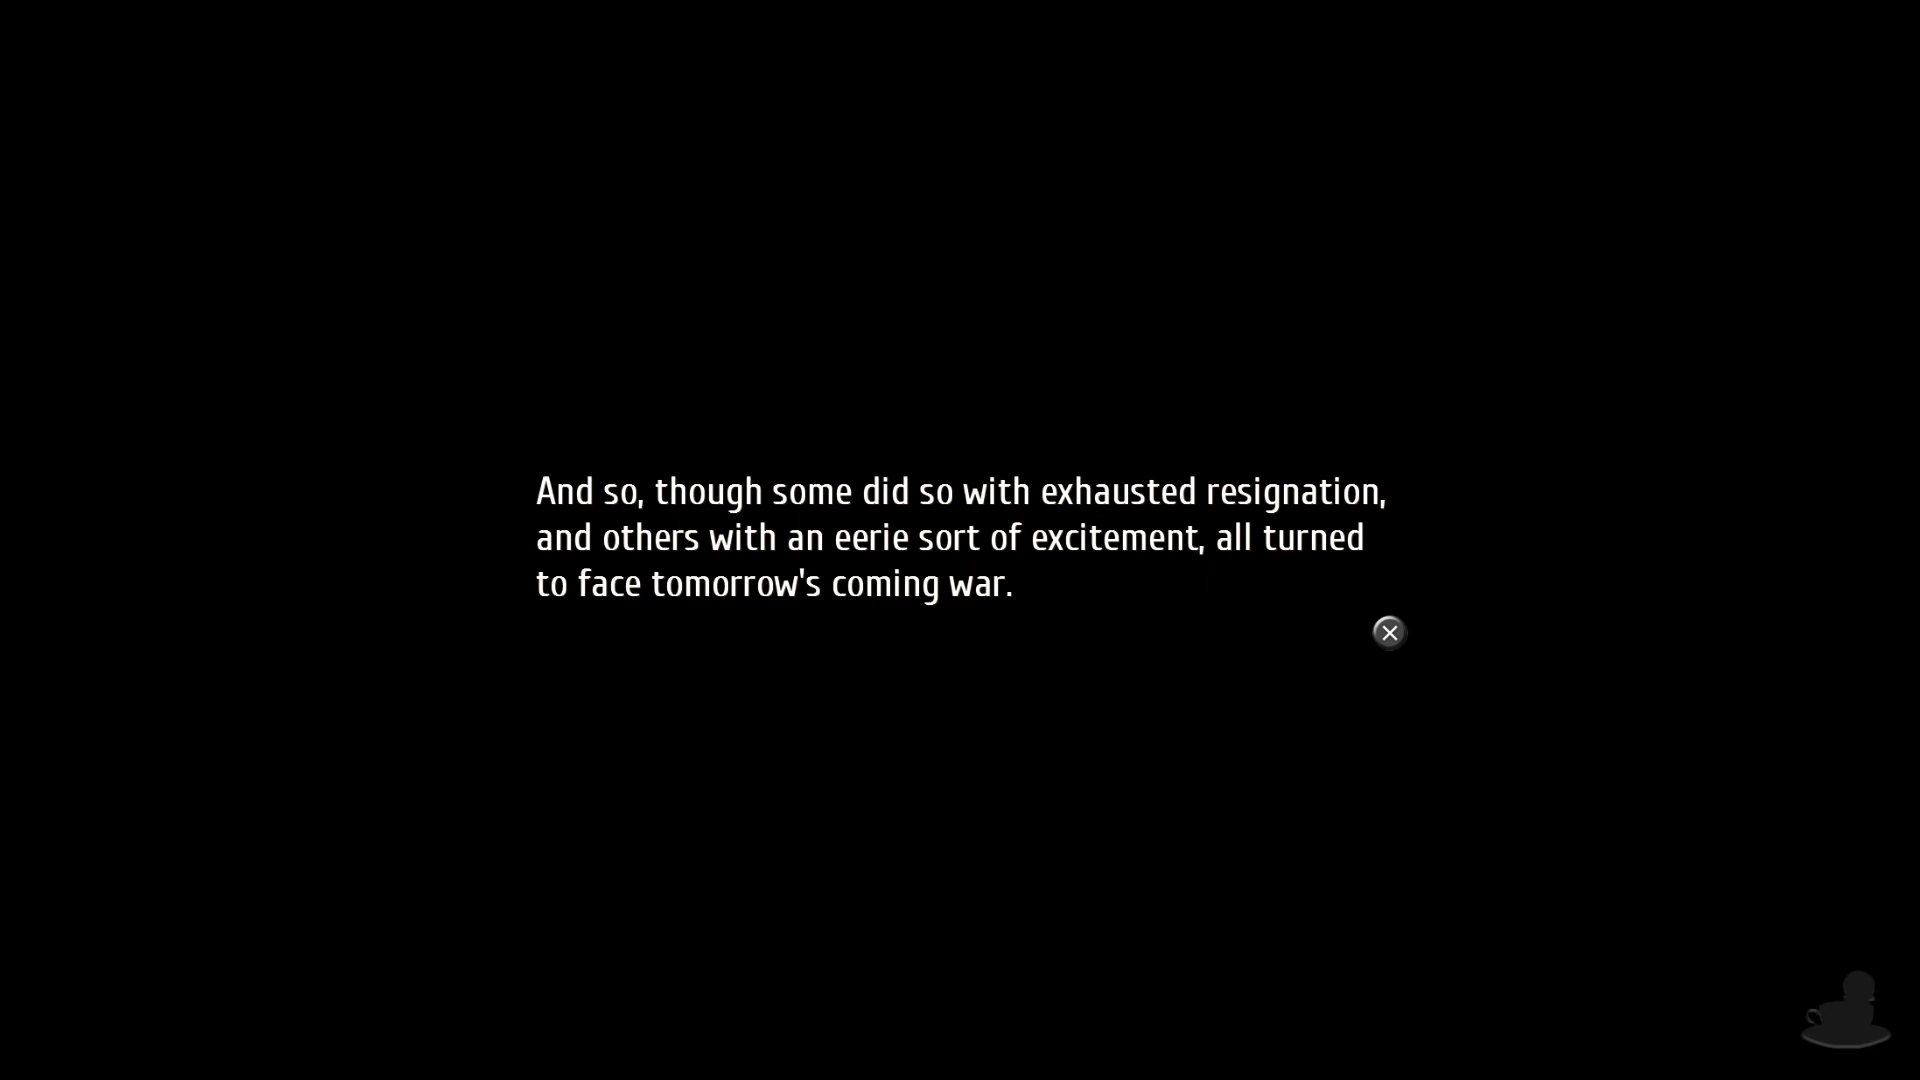 And so, though some did so with exhausted resignation,
and others with an eerie sort of excitement, all turned
to face tomorrow's coming war.